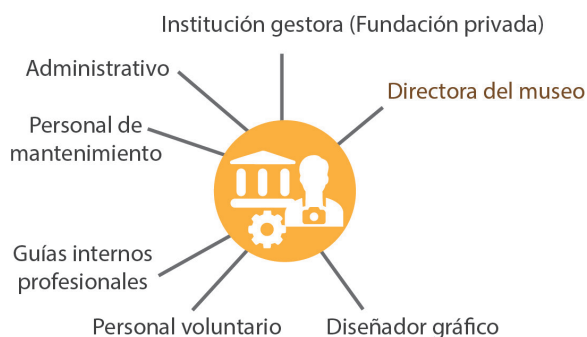 Institución gestora (Fundación privada)
Administrativo
Directora del museo
Personal de
mantenimiento
Guías internos
profesionales
Personal voluntario
Diseñador gráfico